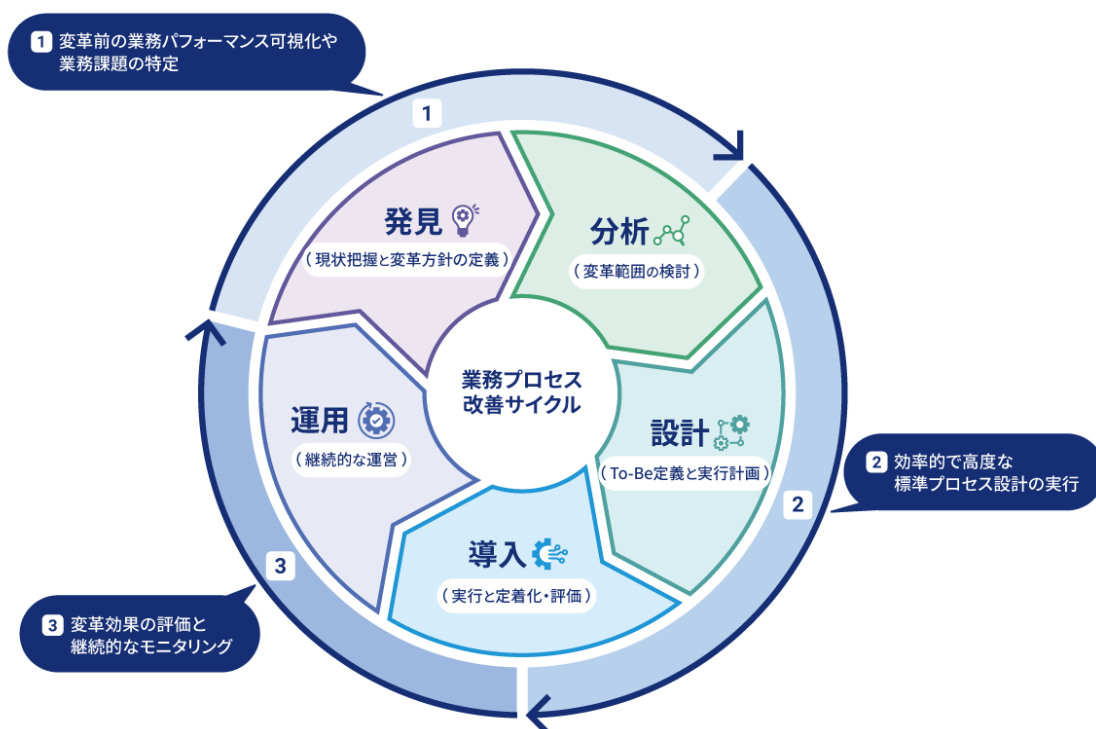 1 変革前の業務パフォーマンス可視化や
業務課題の特定
1
発見
(現状把握と変革方針の定義)
分析
(変革範囲の検討)
業務プロセス
改善サイクル
設計
(To-Be定義と実行計画)
2
2 効率的で高度な
標準プロセス設計の実行
運用
(継続的な運営)
導入
(実行と定着化・評価)
3
3 変革効果の評価と
継続的なモニタリング